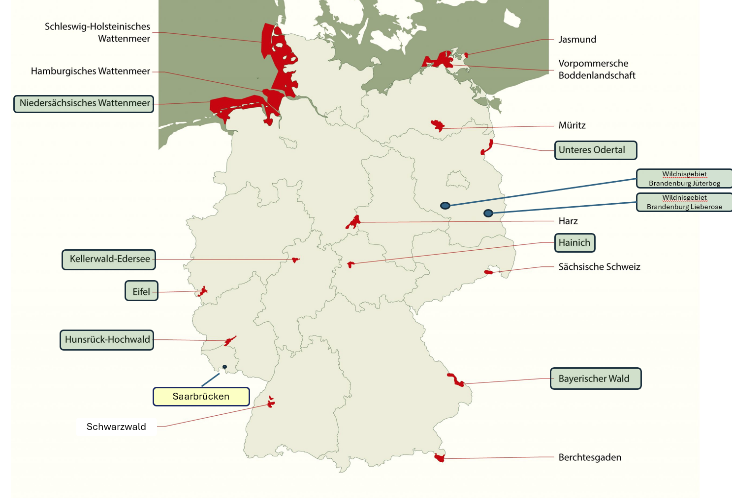 Schleswig-Holsteinisches
Wattenmeer
Hamburgisches Wattenmeer
Niedersächsisches Wattenmeer
Jasmund
Vorpommersche
Boddenlandschaft
Müritz
Unteres Odertal
Wildnisgebiet
Brandenburg Jüterbog
Wildnisgebiet
Brandenburg Lieberose
Harz
Hainich
Kellerwald-Edersee
Sächsische Schweiz
Eifel
Hunsrück-Hochwald
Bayerischer Wald
Saarbrücken
Schwarzwald
Berchtesgaden